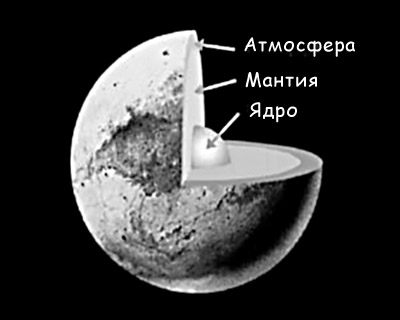 Атмосфера
Мантия
Ядро